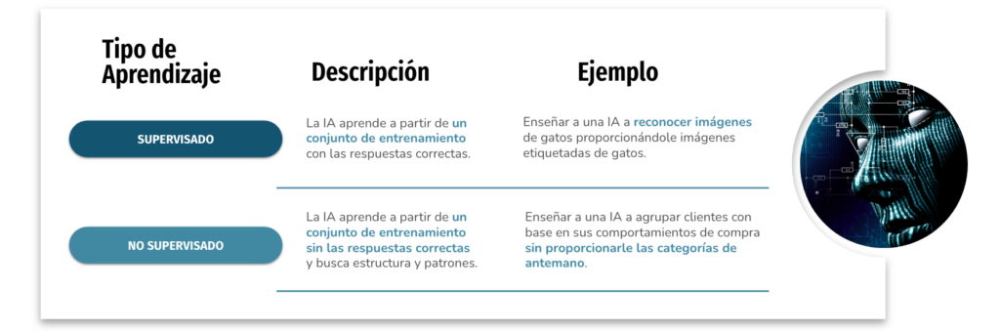 Tipo de
Aprendizaje
Descripción
Ejemplo
SUPERVISADO
La IA aprende a partir de un
conjunto de entrenamiento
con las respuestas correctas.
Enseñar a una IA a reconocer imágenes
de gatos proporcionándole imágenes
etiquetadas de gatos.
NO SUPERVISADO
La IA aprende a partir de un
conjunto de entrenamiento
sin las respuestas correctas
y busca estructura y patrones.
Enseñar a una IA a agrupar clientes con
base en sus comportamientos de compra
sin proporcionarle las categorías de
antemano.